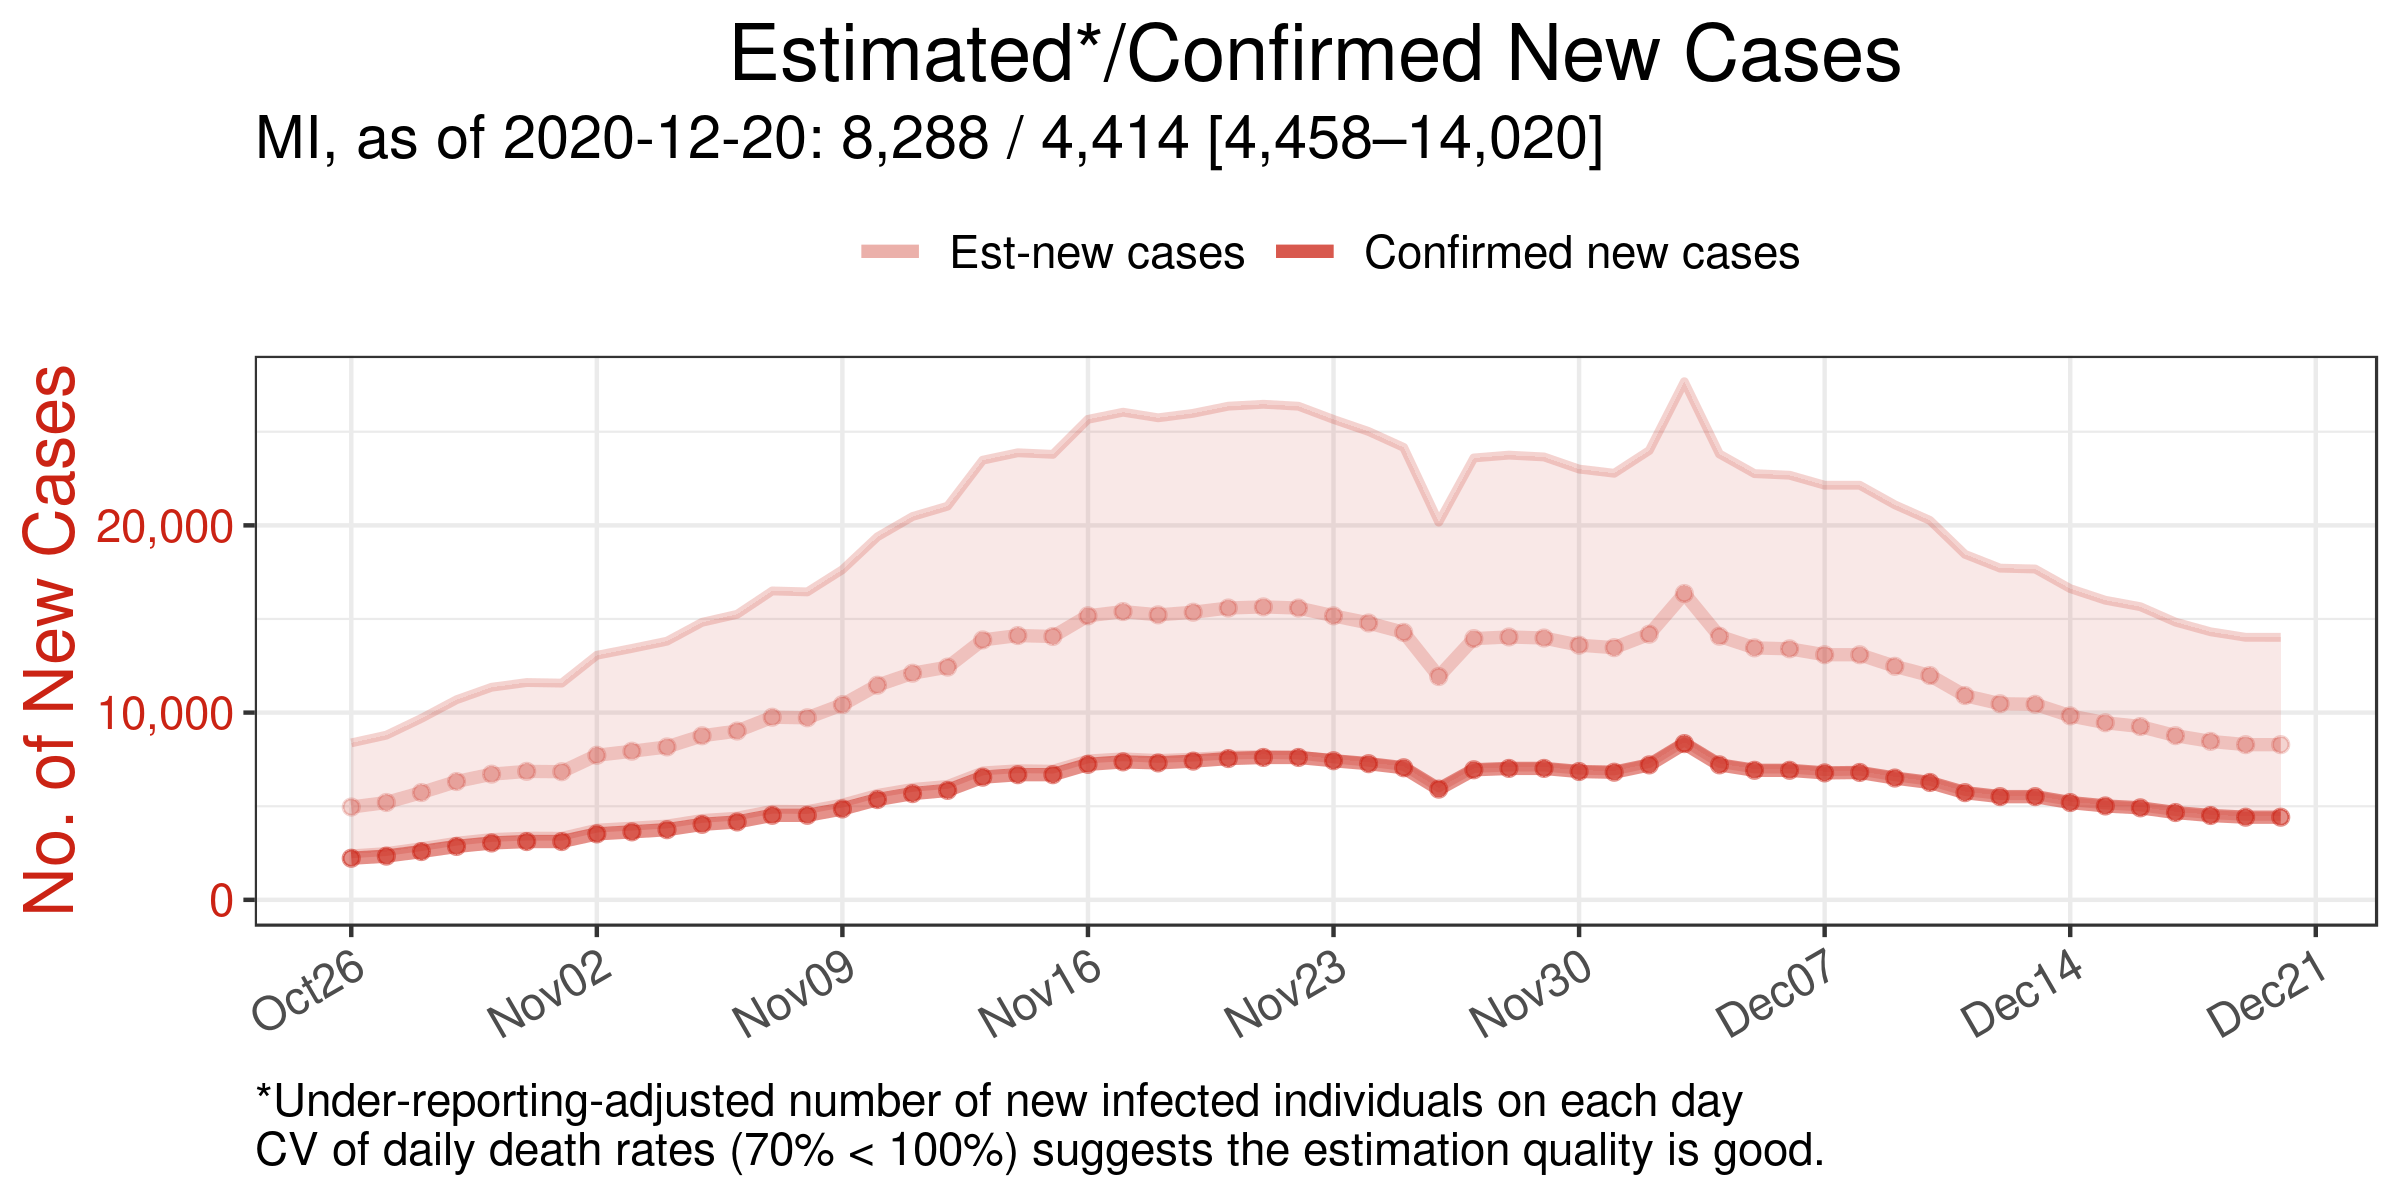 Estimated*/Confirmed New Cases
MI, as of 2020-12-20: 8,288 / 4,414 [4,458–14,020]
Est-new cases Confirmed new cases
No. of New Cases
20,000
10,000
0
Oct26 Nov02 Nov09 Nov16 Nov23 Nov30 Dec07 Dec14 Dec21
*Under-reporting-adjusted number of new infected individuals on each day
CV of daily death rates (70% < 100%) suggests the estimation quality is good.